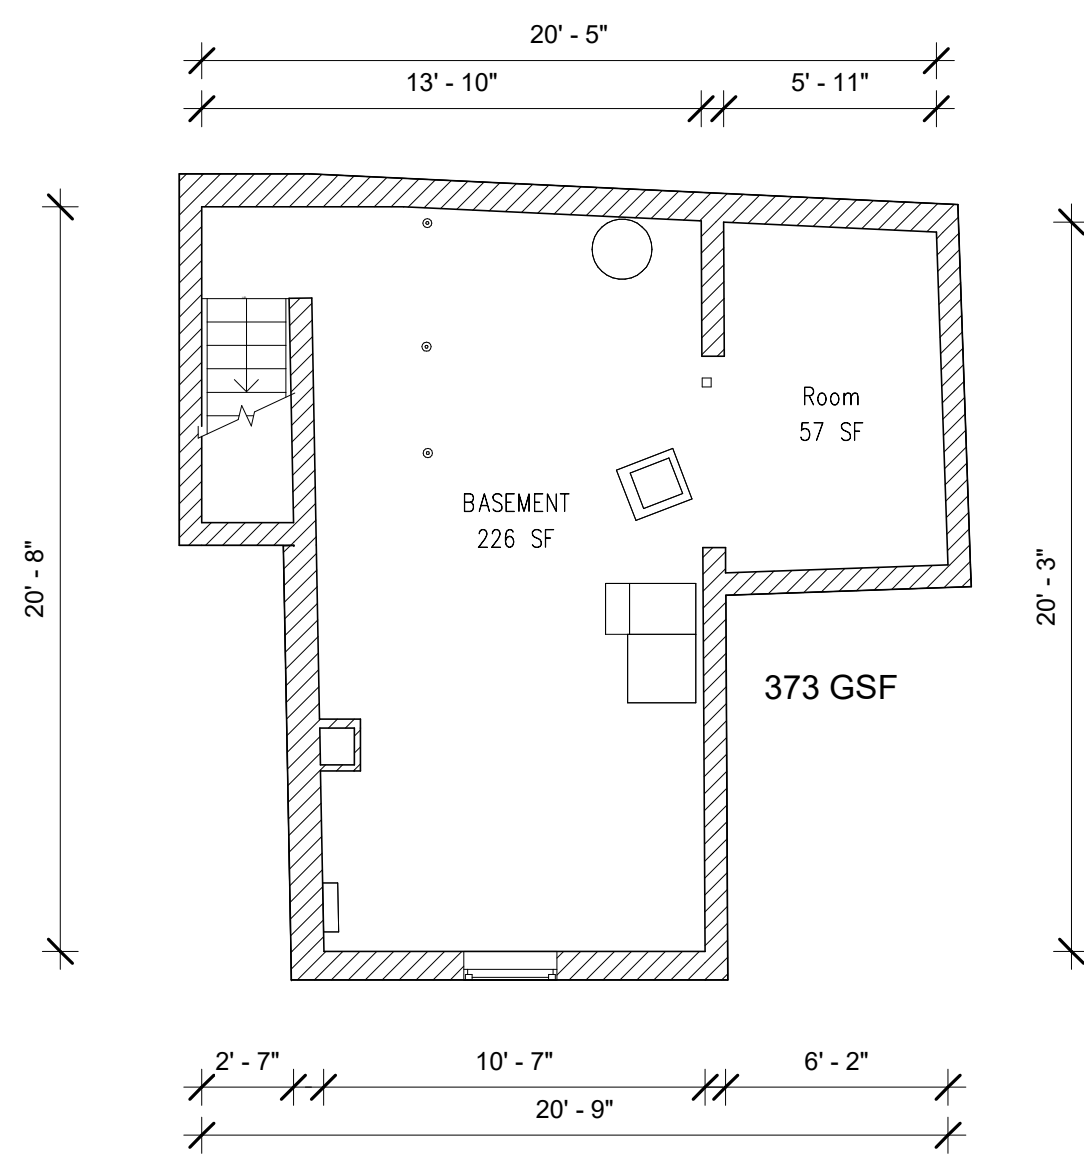 20' - 5"
13' - 10"
5' - 11"
Room
57 SF
BASEMENT
226 SF
20' - 8"
20' - 3"
373 GSF
2' - 7"
10' - 7"
6' - 2"
20' - 9"